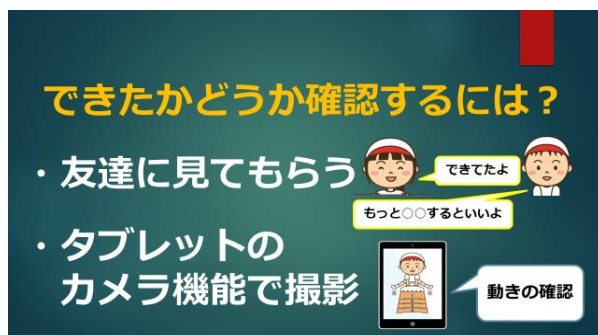 できたかどうか確認するには？
・友達に見てもらう
できてたよ
もっと○○するといいよ
・タブレットの
カメラ機能で撮影
動きの確認